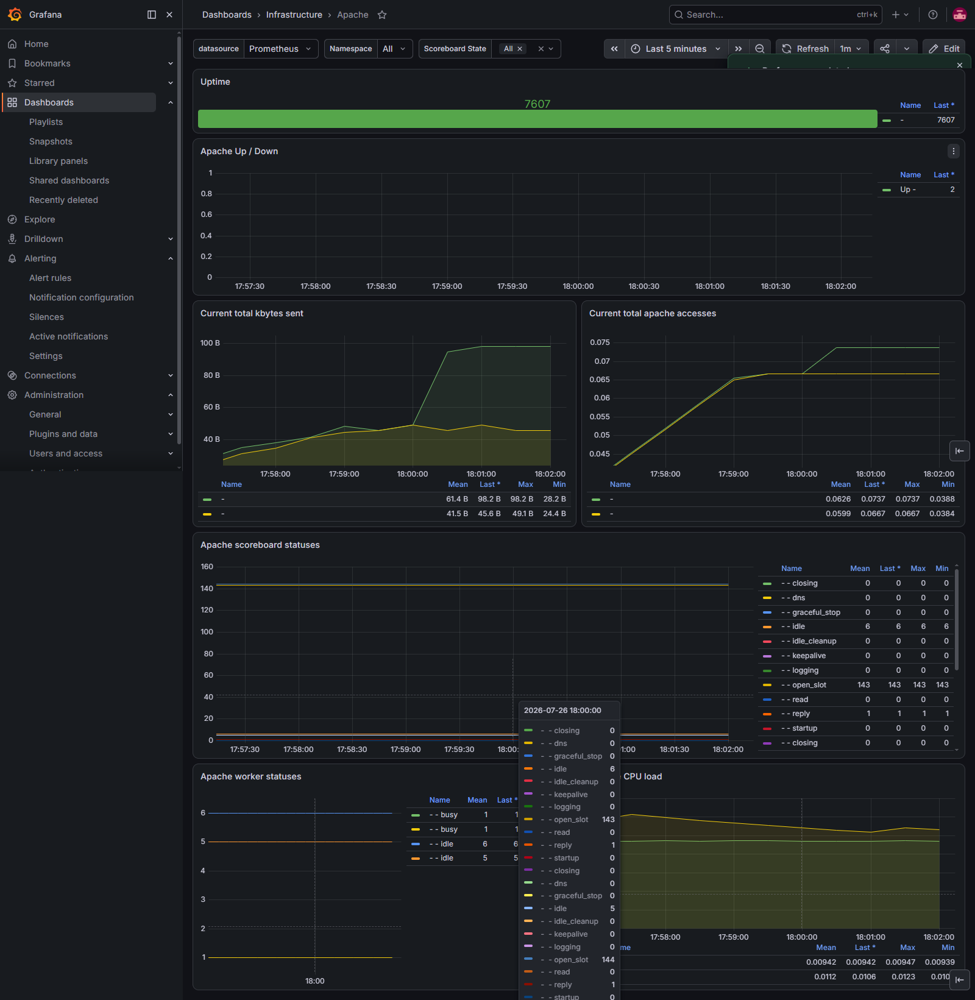 Grafana
Dashboards › Infrastructure › Apache
Search...
ctrl+k
Home
Bookmarks
Starred
Dashboards
Playlists
Snapshots
Library panels
Shared dashboards
Recently deleted
Explore
Drilldown
Alerting
Alert rules
Notification configuration
Silences
Active notifications
Settings
Connections
Administration
General
Plugins and data
Users and access
datasource Prometheus
Namespace All
Scoreboard State All
Last 5 minutes
Refresh 1m
Edit
Uptime
7607
Name Last *
- 7607
Apache Up / Down
1
0.8
0.6
0.4
0.2
0
17:57:30 17:58:00 17:58:30 17:59:00 17:59:30 18:00:00 18:00:30 18:01:00 18:01:30 18:02:00
Name Last *
Up - 2
Current total kbytes sent
100 B
80 B
60 B
40 B
17:58:00 17:59:00 18:00:00 18:01:00 18:02:00
Name Mean Last * Max Min
- 61.4 B 98.2 B 98.2 B 28.2 B
- 41.5 B 45.6 B 49.1 B 24.4 B
Current total apache accesses
0.075
0.07
0.065
0.06
0.055
0.05
0.045
17:58:00 17:59:00 18:00:00 18:01:00 18:02:00
Name Mean Last * Max Min
- 0.0626 0.0737 0.0737 0.0388
- 0.0599 0.0667 0.0667 0.0384
Apache scoreboard statuses
160
140
120
100
80
60
40
20
0
17:57:30 17:58:00 17:58:30 17:59:00 17:59:30 18:00: 1:00 18:01:30 18:02:00
Name Mean Last * Max Min
- - closing 0 0 0 0
- - dns 0 0 0 0
- - graceful_stop 0 0 0 0
- - idle 6 6 6 6
- - idle_cleanup 0 0 0 0
- - keepalive 0 0 0 0
- - logging 0 0 0 0
- - open_slot 143 143 143 143
- - read 0 0 0 0
- - reply 1 1 1 1
- - startup 0 0 0 0
- - closing 0 0 0 0
2026-07-26 18:00:00
- - closing 0
- - dns 0
- - graceful_stop 0
- - idle 6
- - idle_cleanup 0
- - keepalive 0
- - logging 0
- - open_slot 143
- - read 0
- - reply 1
- - startup 0
- - closing 0
- - dns 0
- - graceful_stop 0
- - idle 5
- - idle_cleanup 0
- - keepalive 0
- - logging 0
- - open_slot 144
- - read 0
- - reply 1
- - startup 0
Apache worker statuses
6
5
4
3
2
1
18:00
Name Mean Last *
- - busy 1 1
- - busy 1 1
- - idle 6 6
- - idle 5 5
CPU load
17:58:00 17:59:00 18:00:00 18:01:00 18:02:00
me Mean Last * Max Min
0.00942 0.00942 0.00947 0.00939
0.0112 0.0106 0.0123 0.010